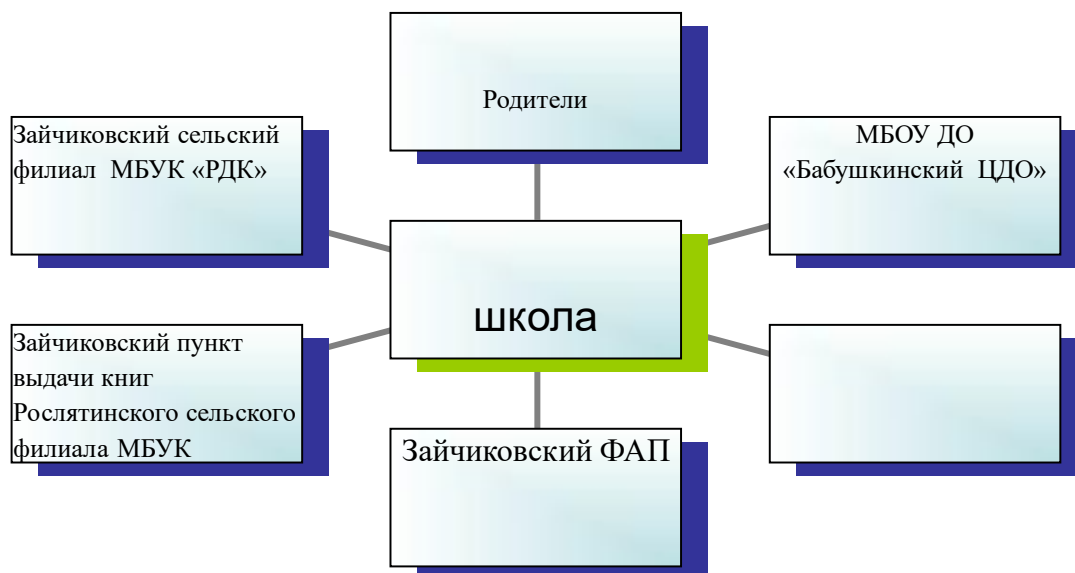 Родители
Зайчиковский сельский
филиал МБУК «РДК»
МБОУ ДО
«Бабушкинский ЦДО»
школа
Зайчиковский пункт
выдачи книг
Рослятинского сельского
филиала МБУК
Зайчиковский ФАП